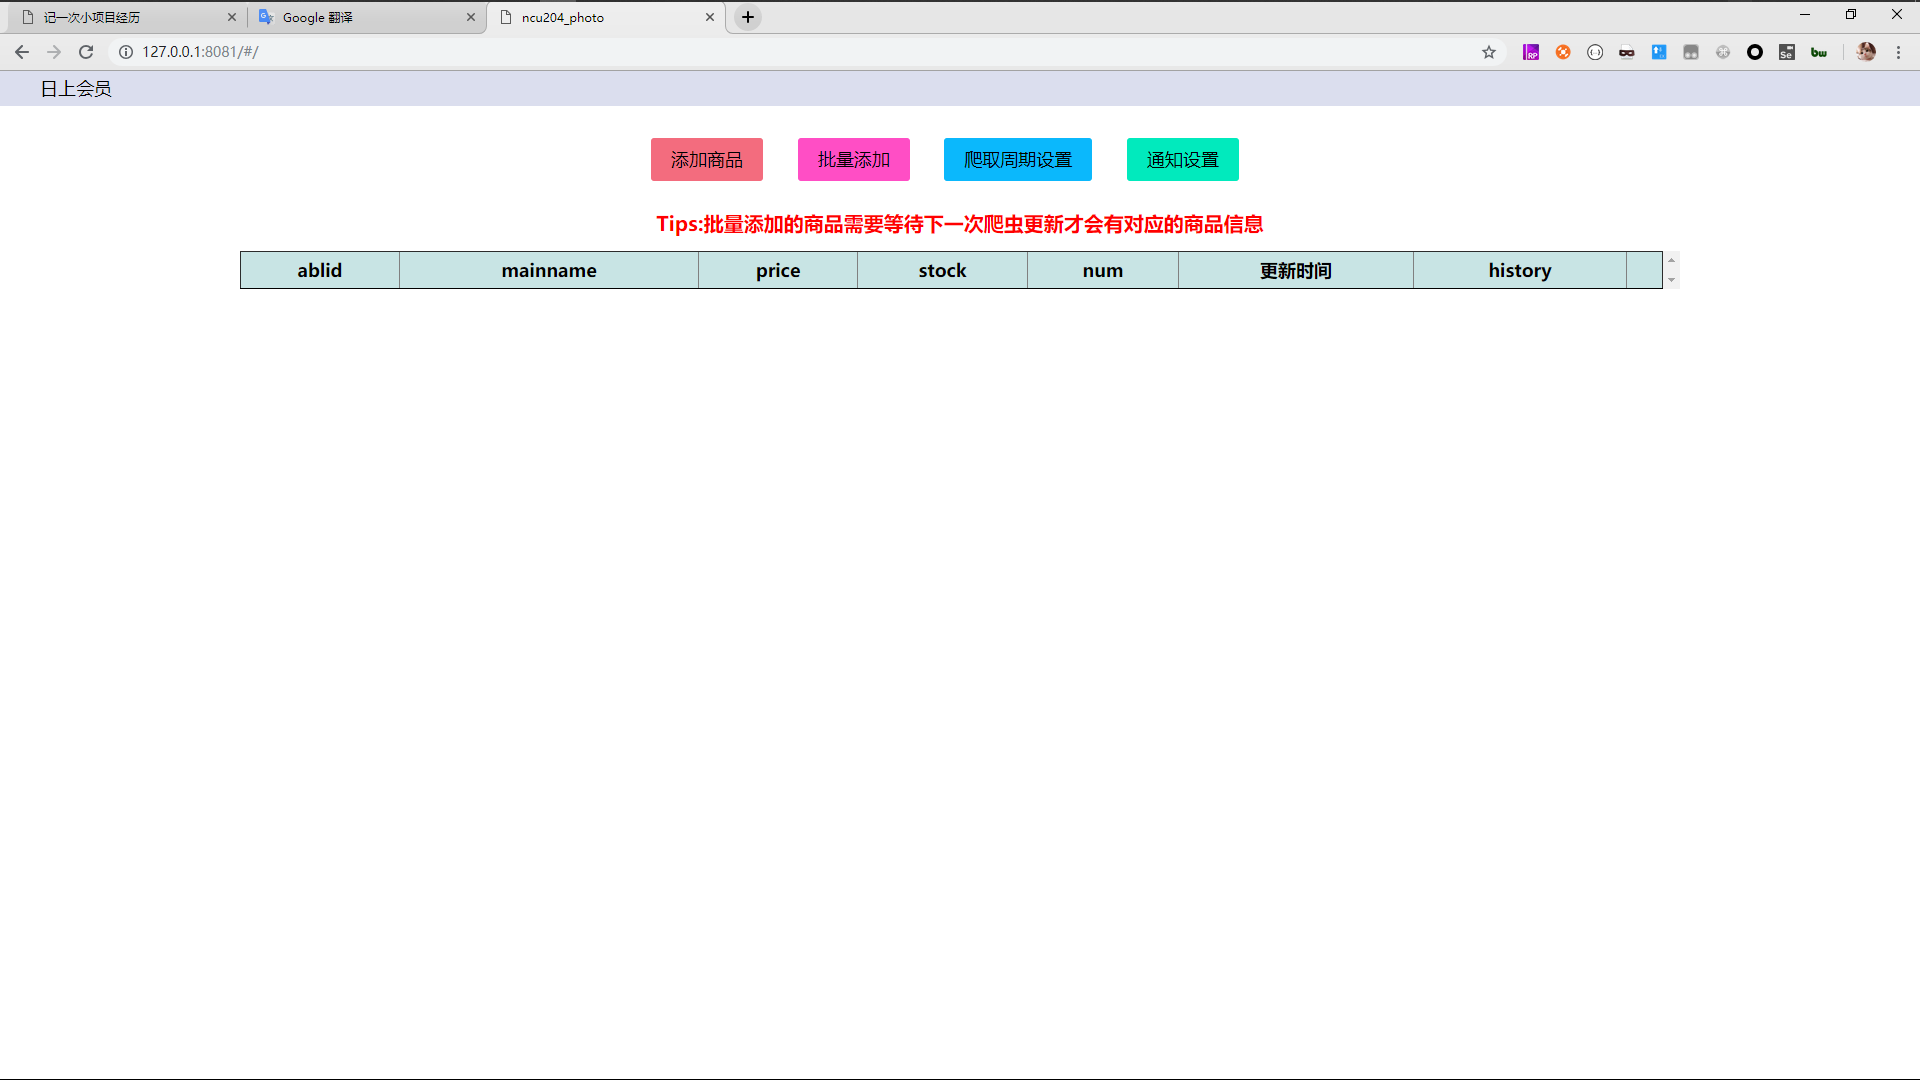 记一次小项目经历
Google 翻译
ncu204_photo
127.0.0.1:8081/#/
RP
Se
bw
日上会员
添加商品 批量添加 爬取周期设置 通知设置
Tips:批量添加的商品需要等待下一次爬虫更新才会有对应的商品信息
ablid mainname price stock num 更新时间 history